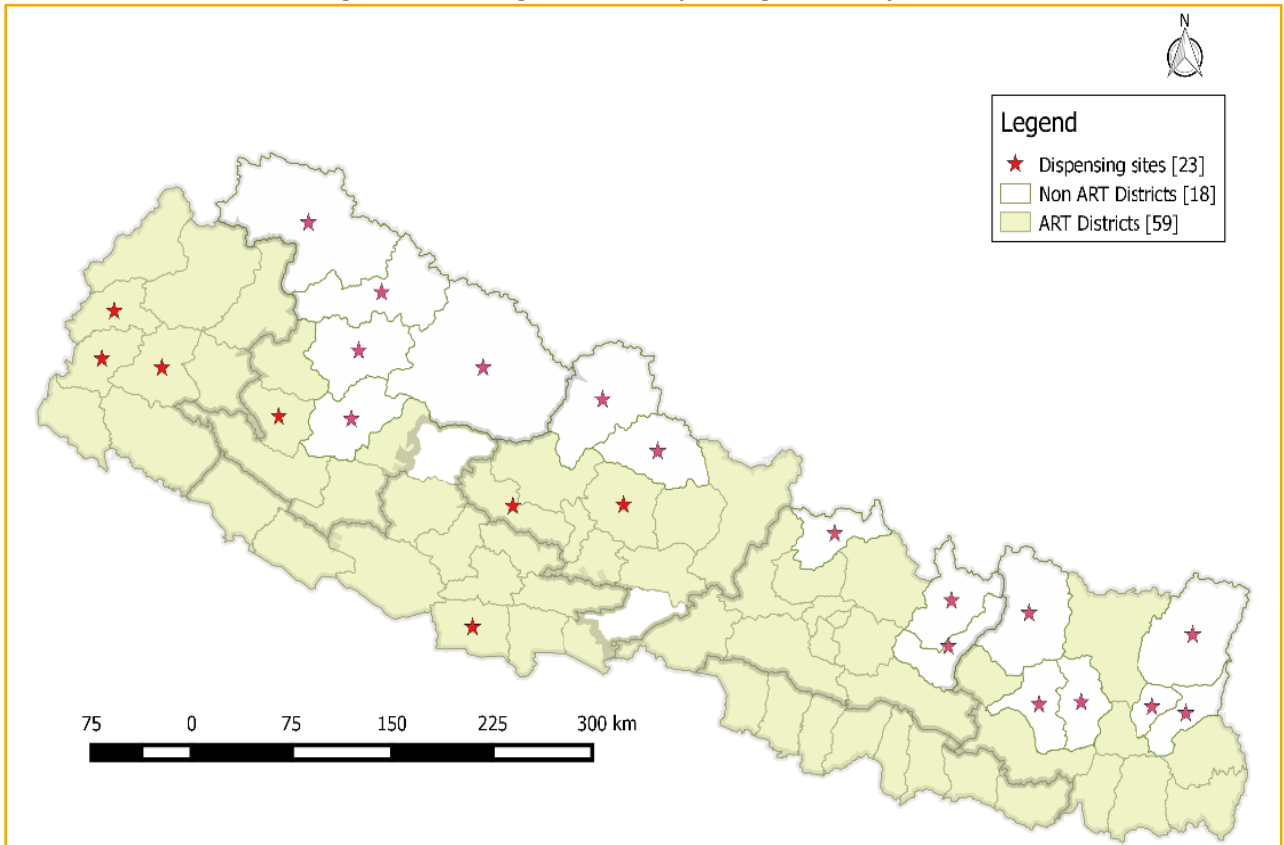 N
Legend
Dispensing sites [23]
Non ART Districts [18]
ART Districts [59]
75 0 75 150 225 300 km